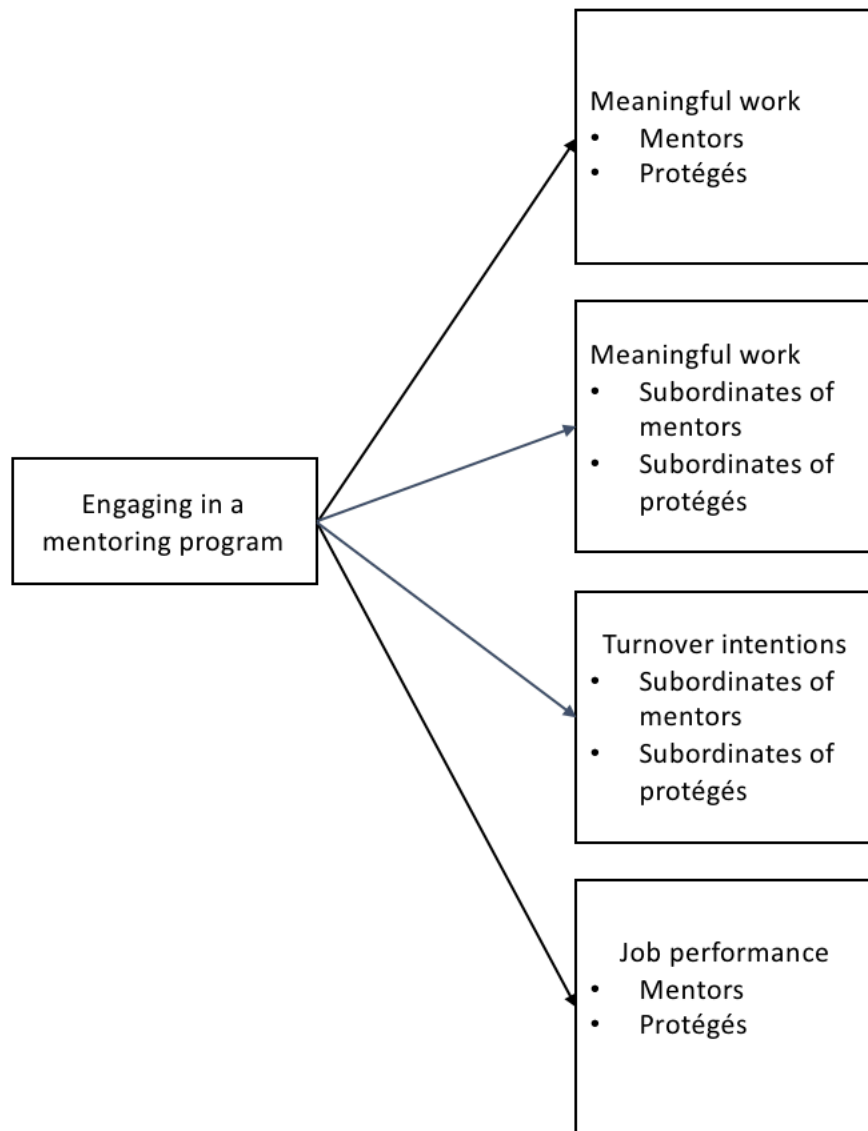 Meaningful work
• Mentors
• Protégés
Meaningful work
• Subordinates of
mentors
• Subordinates of
protégés
Engaging in a
mentoring program
Turnover intentions
• Subordinates of
mentors
• Subordinates of
protégés
Job performance
• Mentors
• Protégés